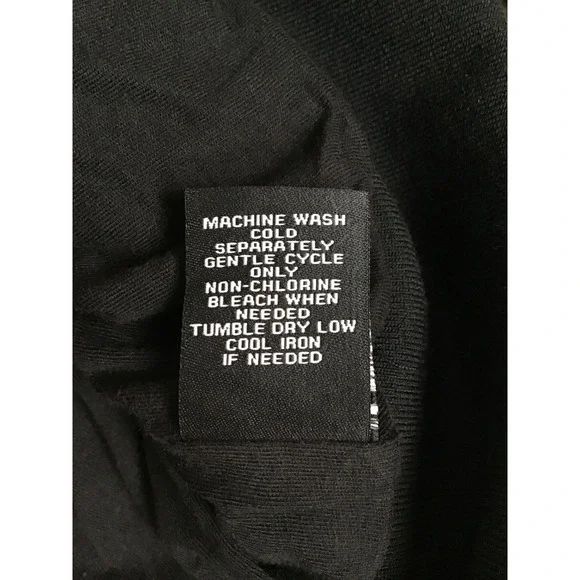 MACHINE WASH
COLD
SEPARATELY
GENTLE CYCLE
ONLY
NON-CHLORINE
BLEACH WHEN
NEEDED
TUMBLE DRY LOW
COOL IRON
IF NEEDED